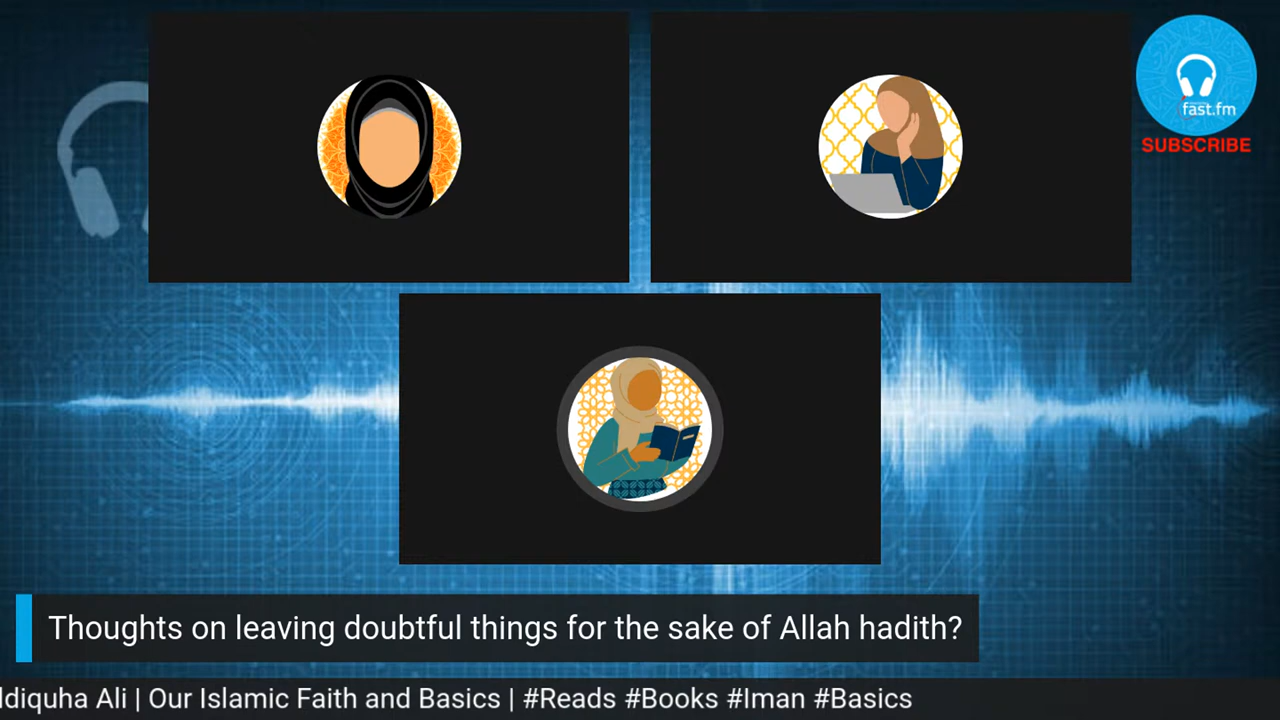 fast.fm
SUBSCRIBE
Thoughts on leaving doubtful things for the sake of Allah hadith?
ddiquha Ali | Our Islamic Faith and Basics | #Reads #Books #Iman #Basics